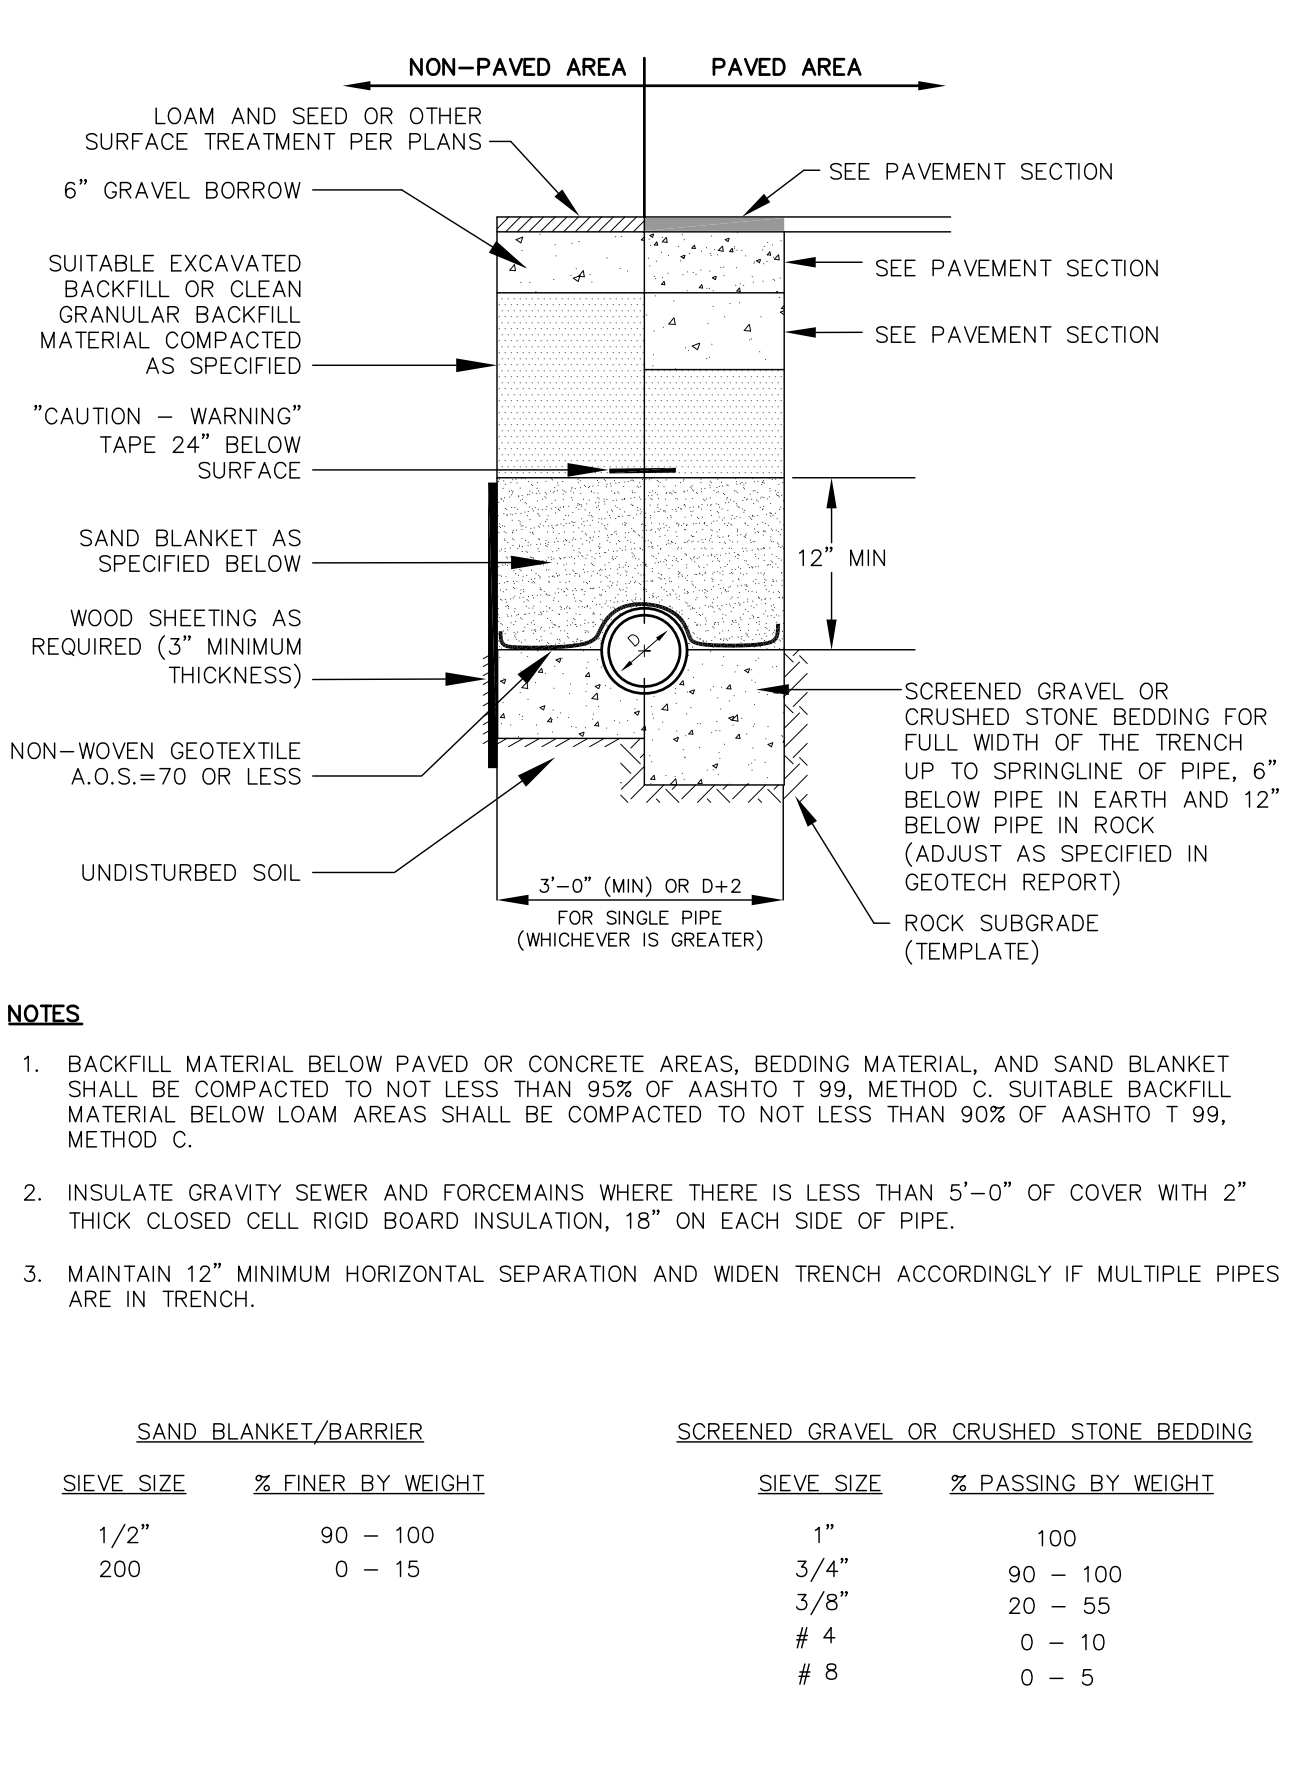 NON-PAVED AREA
PAVED AREA
LOAM AND SEED OR OTHER
SURFACE TREATMENT PER PLANS
6" GRAVEL BORROW
SUITABLE EXCAVATED
BACKFILL OR CLEAN
GRANULAR BACKFILL
MATERIAL COMPACTED
AS SPECIFIED
"CAUTION - WARNING"
TAPE 24" BELOW
SURFACE
SAND BLANKET AS
SPECIFIED BELOW
WOOD SHEETING AS
REQUIRED (3" MINIMUM
THICKNESS)
NON-WOVEN GEOTEXTILE
A.O.S.=70 OR LESS
UNDISTURBED SOIL
SEE PAVEMENT SECTION
SEE PAVEMENT SECTION
SEE PAVEMENT SECTION
12" MIN
D
SCREENED GRAVEL OR
CRUSHED STONE BEDDING FOR
FULL WIDTH OF THE TRENCH
UP TO SPRINGLINE OF PIPE, 6"
BELOW PIPE IN EARTH AND 12"
BELOW PIPE IN ROCK
(ADJUST AS SPECIFIED IN
GEOTECH REPORT)
ROCK SUBGRADE
(TEMPLATE)
3'-0" (MIN) OR D+2
FOR SINGLE PIPE
(WHICHEVER IS GREATER)
NOTES
1. BACKFILL MATERIAL BELOW PAVED OR CONCRETE AREAS, BEDDING MATERIAL, AND SAND BLANKET
SHALL BE COMPACTED TO NOT LESS THAN 95% OF AASHTO T 99, METHOD C. SUITABLE BACKFILL
MATERIAL BELOW LOAM AREAS SHALL BE COMPACTED TO NOT LESS THAN 90% OF AASHTO T 99,
METHOD C.
2. INSULATE GRAVITY SEWER AND FORCEMAINS WHERE THERE IS LESS THAN 5'-0" OF COVER WITH 2"
THICK CLOSED CELL RIGID BOARD INSULATION, 18" ON EACH SIDE OF PIPE.
3. MAINTAIN 12" MINIMUM HORIZONTAL SEPARATION AND WIDEN TRENCH ACCORDINGLY IF MULTIPLE PIPES
ARE IN TRENCH.
SAND BLANKET/BARRIER
SIEVE SIZE % FINER BY WEIGHT
1/2" 90 - 100
200 0 - 15
SCREENED GRAVEL OR CRUSHED STONE BEDDING
SIEVE SIZE % PASSING BY WEIGHT
1" 100
3/4" 90 - 100
3/8" 20 - 55
# 4 0 - 10
# 8 0 - 5